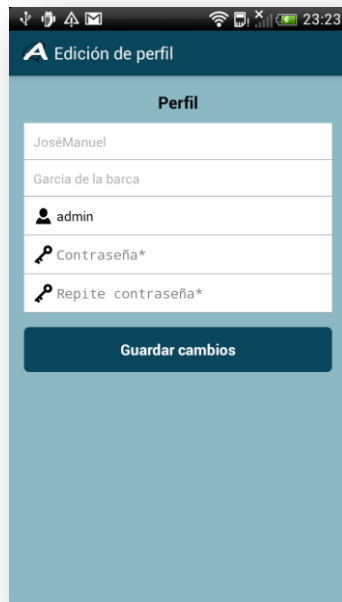 23:23
Edición de perfil
Perfil
JoséManuel
García de la barca
admin
Contraseña*
Repite contraseña*
Guardar cambios